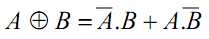 A ⊕ B = A̅.B + A.B̅